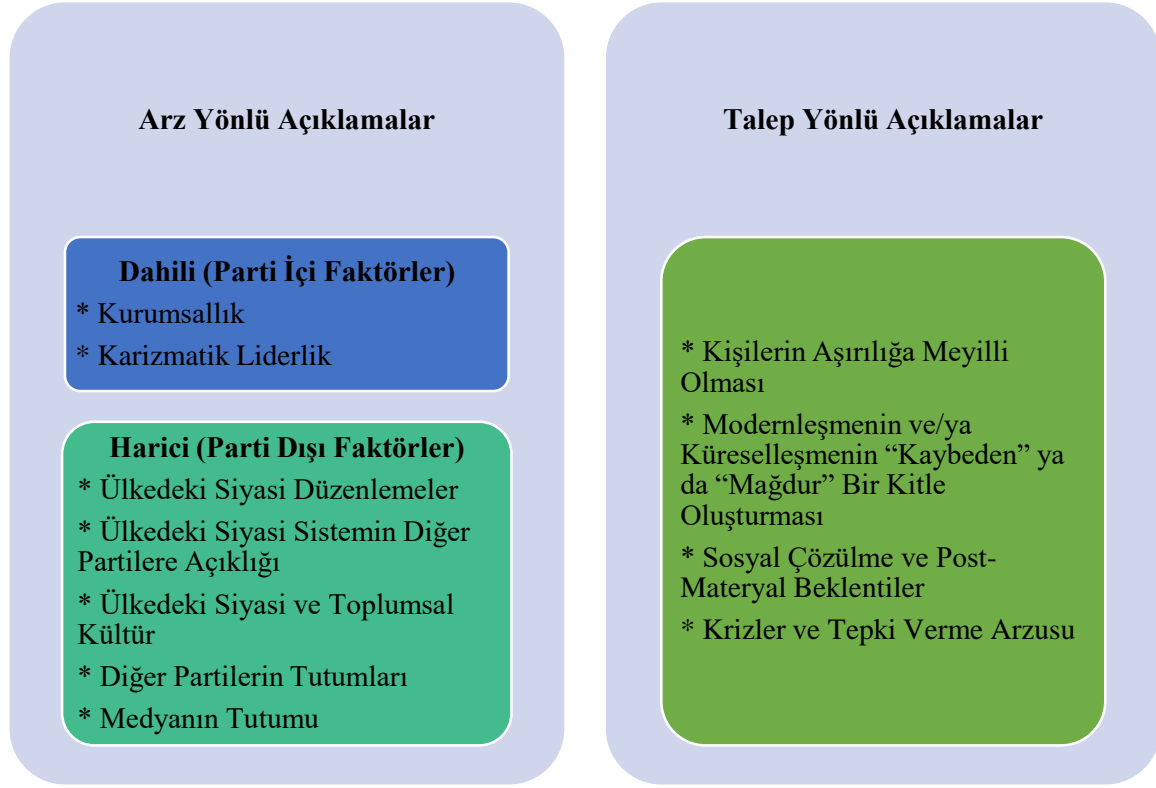 Arz Yönlü Açıklamalar
Dahili (Parti İçi Faktörler)
* Kurumsallık
* Karizmatik Liderlik
Harici (Parti Dışı Faktörler)
* Ülkedeki Siyasi Düzenlemeler
* Ülkedeki Siyasi Sistemin Diğer
Partilere Açıklığı
* Ülkedeki Siyasi ve Toplumsal
Kültür
* Diğer Partilerin Tutumları
* Medyanın Tutumu
Talep Yönlü Açıklamalar
* Kişilerin Aşırılığa Meyilli
Olması
* Modernleşmenin ve/ya
Küreselleşmenin “Kaybeden” ya
da “Mağdur” Bir Kitle
Oluşturması
* Sosyal Çözülme ve Post-
Materyal Beklentiler
* Krizler ve Tepki Verme Arzusu